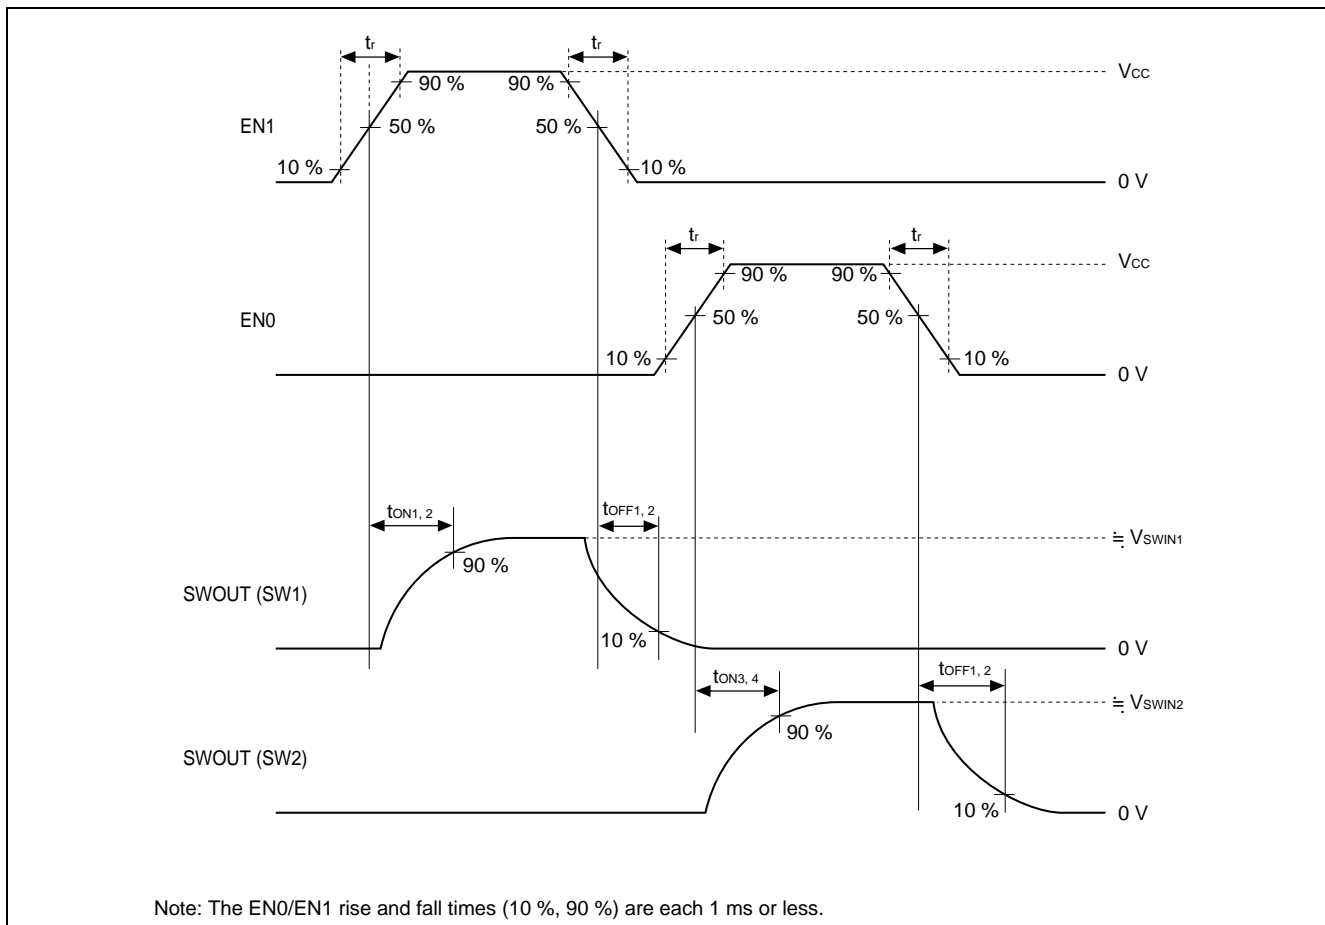 tr tr
VCC
90 % 90 %
EN1 50 % 50 %
10 % 10 %
0 V
tr tr
VCC
90 % 90 %
EN0 50 % 50 %
10 % 10 %
0 V
tON1, 2 tOFF1, 2
≒ VSWIN1
90 %
SWOUT (SW1)
10 %
0 V
tON3, 4 tOFF1, 2
≒ VSWIN2
90 %
SWOUT (SW2)
10 %
0 V
Note: The EN0/EN1 rise and fall times (10 %, 90 %) are each 1 ms or less.